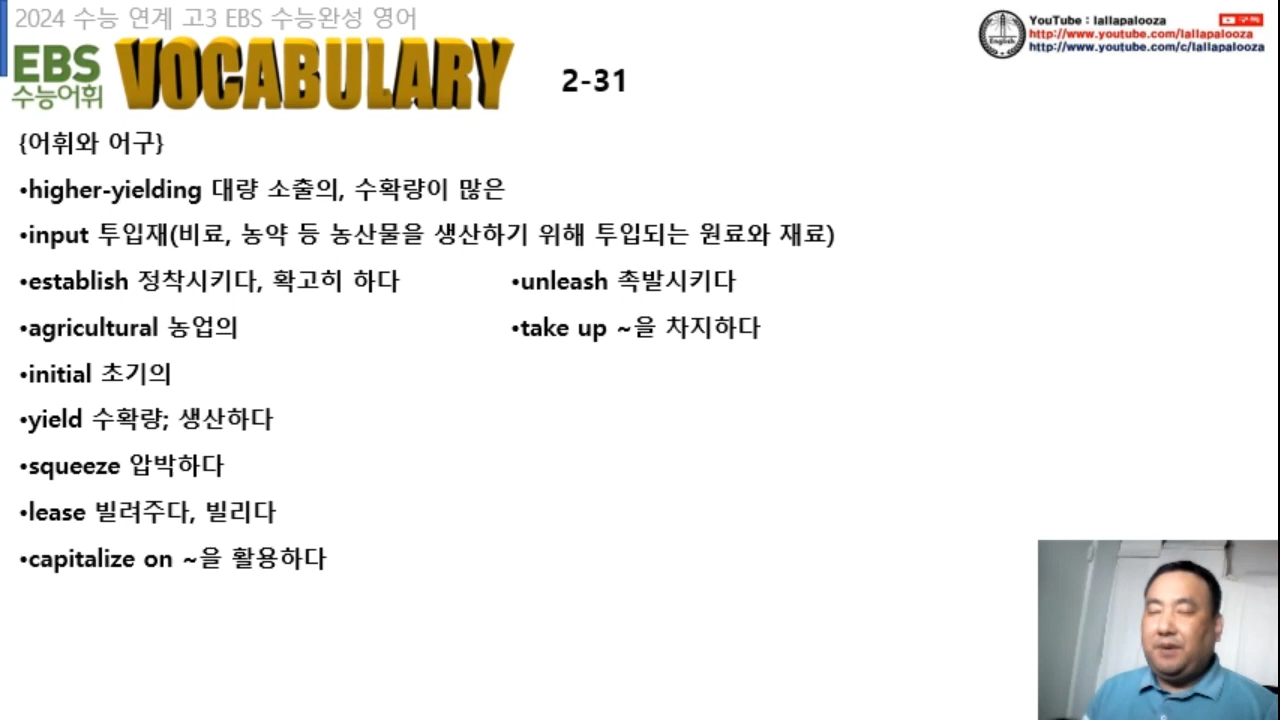 2024 수능 연계 고3 EBS 수능완성 영어
EBS
수능어휘
VOCABULARY
2-31
YouTube : lallapalooza
구독
http://www.youtube.com/lallapalooza
http://www.youtube.com/c/lallapalooza
English
{어휘와 어구}
•higher-yielding 대량 소출의, 수확량이 많은
•input 투입재(비료, 농약 등 농산물을 생산하기 위해 투입되는 원료와 재료)
•establish 정착시키다, 확고히 하다
•unleash 촉발시키다
•agricultural 농업의
•take up ~을 차지하다
•initial 초기의
•yield 수확량; 생산하다
•squeeze 압박하다
•lease 빌려주다, 빌리다
•capitalize on ~을 활용하다